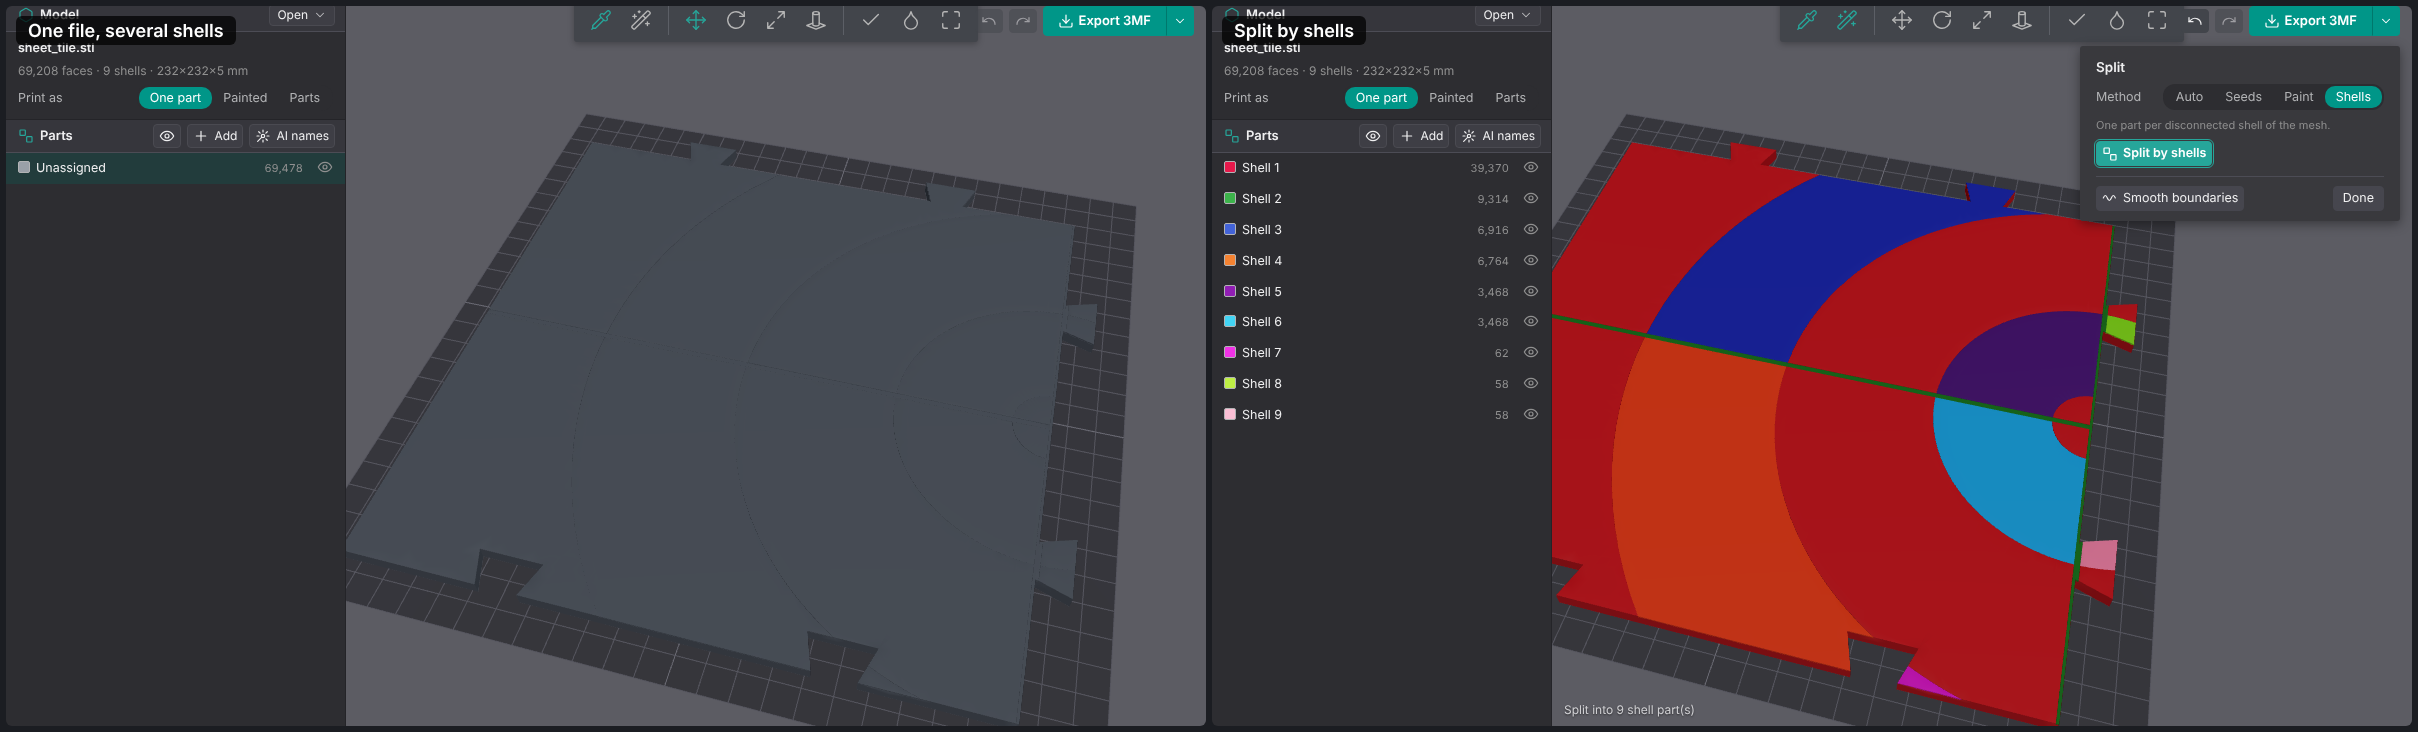 Model
Open
One file, several shells
sheet_tile.stl
69,208 faces · 9 shells · 232×232×5 mm
Print as
One part
Painted
Parts
Parts
Add
AI names
Unassigned
69,478
Export 3MF
Model
Open
Split by shells
sheet_tile.stl
69,208 faces · 9 shells · 232×232×5 mm
Print as
One part
Painted
Parts
Parts
Add
AI names
Shell 1 39,370
Shell 2 9,314
Shell 3 6,916
Shell 4 6,764
Shell 5 3,468
Shell 6 3,468
Shell 7 62
Shell 8 58
Shell 9 58
Export 3MF
Split
Method Auto Seeds Paint Shells
One part per disconnected shell of the mesh.
Split by shells
Smooth boundaries
Done
Split into 9 shell part(s)